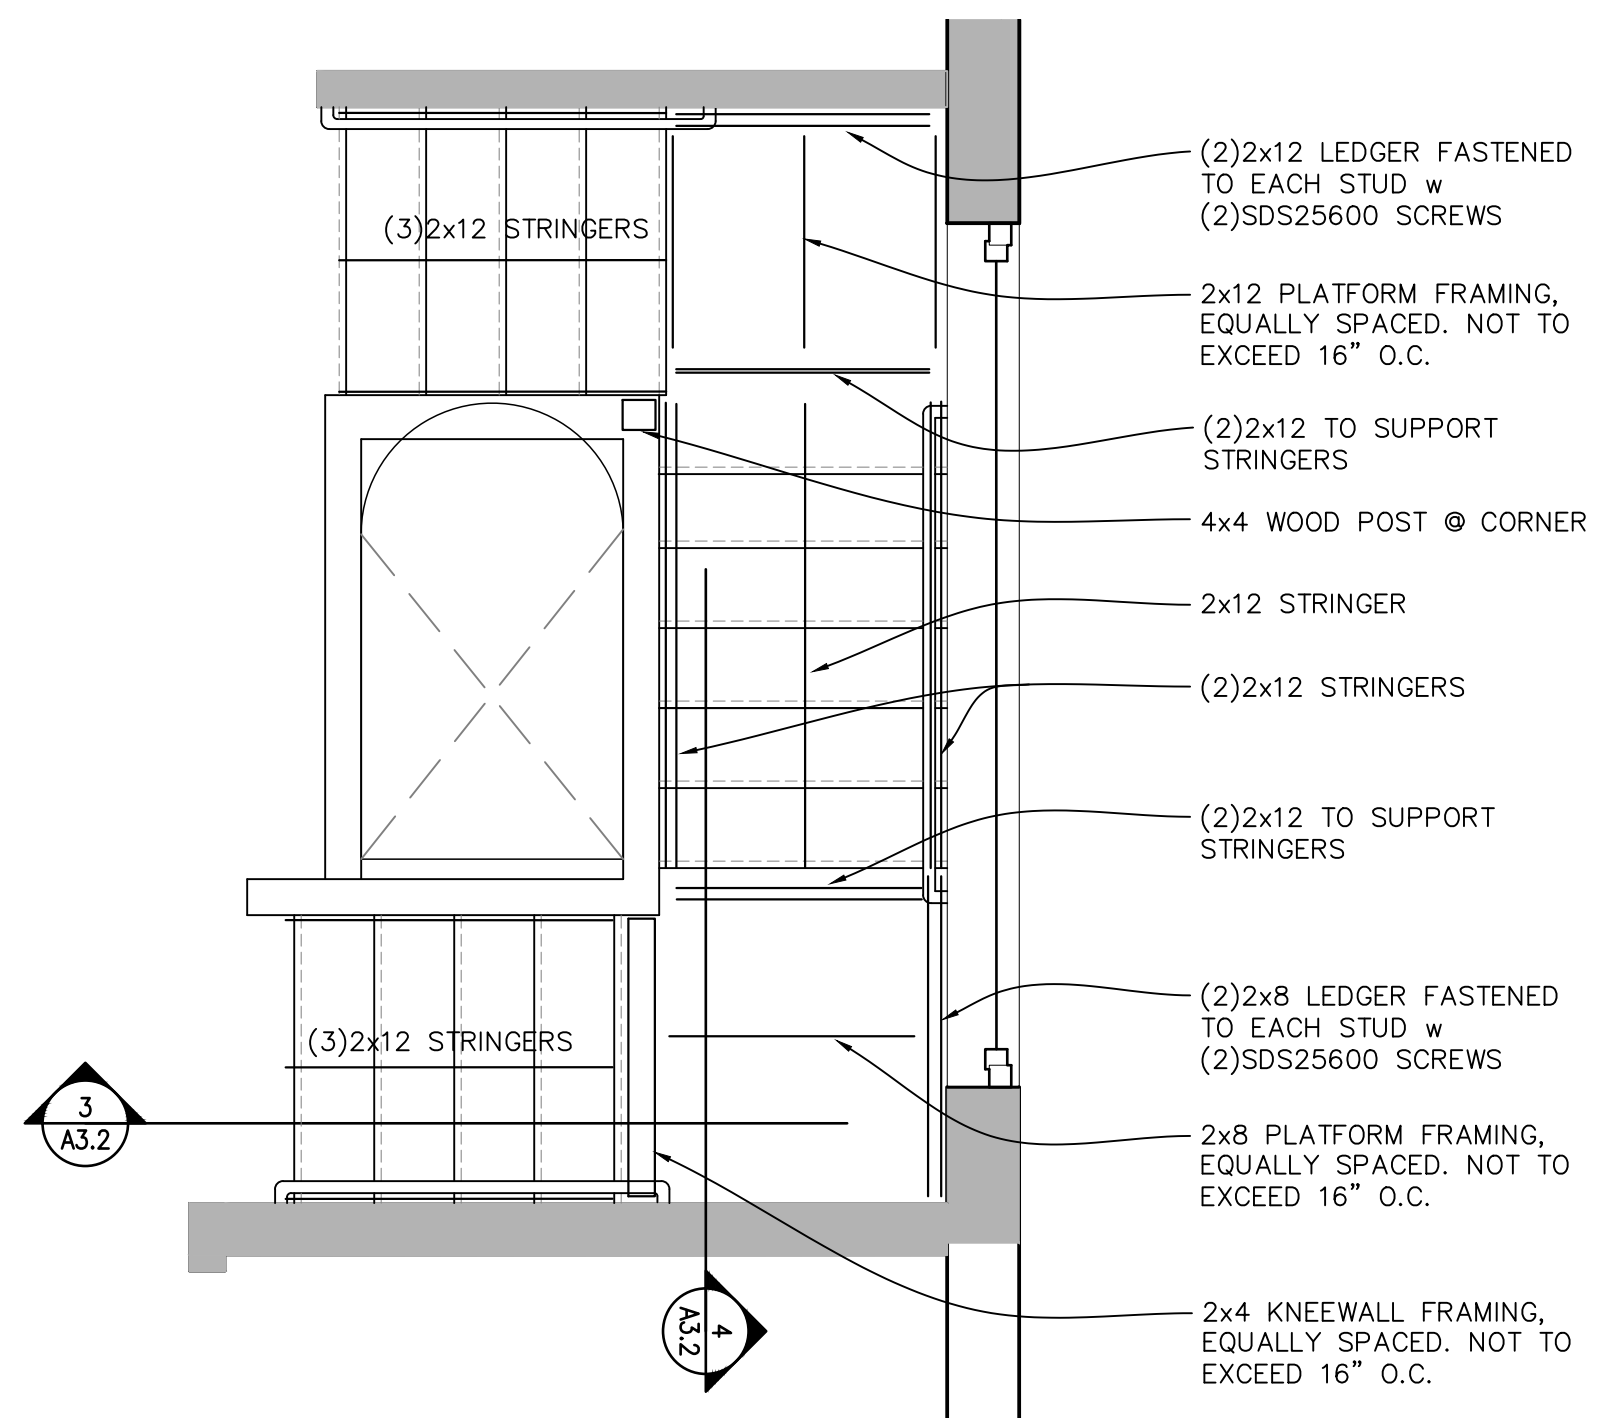 (2)2x12 LEDGER FASTENED
TO EACH STUD w
(2)SDS25600 SCREWS
(3)2x12 STRINGERS
2x12 PLATFORM FRAMING,
EQUALLY SPACED. NOT TO
EXCEED 16” O.C.
(2)2x12 TO SUPPORT
STRINGERS
4x4 WOOD POST @ CORNER
2x12 STRINGER
(2)2x12 STRINGERS
(2)2x12 TO SUPPORT
STRINGERS
(2)2x8 LEDGER FASTENED
TO EACH STUD w
(2)SDS25600 SCREWS
(3)2x12 STRINGERS
3
A3.2
2x8 PLATFORM FRAMING,
EQUALLY SPACED. NOT TO
EXCEED 16” O.C.
4
A3.2
2x4 KNEEWALL FRAMING,
EQUALLY SPACED. NOT TO
EXCEED 16” O.C.